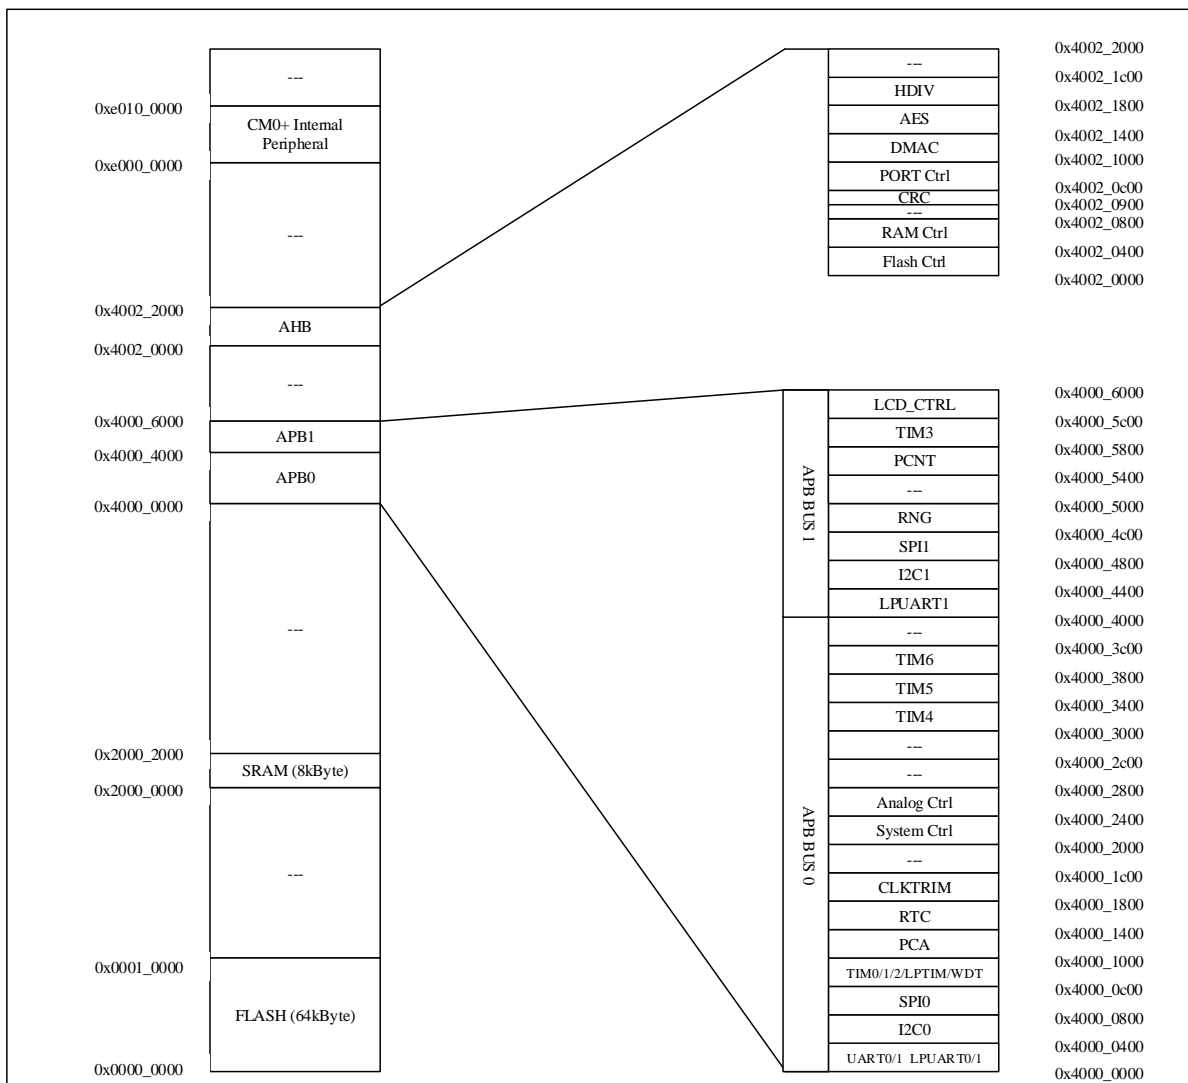 ---
0xe010_0000
CM0+ Internal
Peripheral
0xe000_0000
---
0x4002_2000
AHB
0x4002_0000
---
0x4000_6000
APB1
0x4000_4000
APB0
0x4000_0000
---
0x2000_2000
SRAM (8kByte)
0x2000_0000
---
0x0001_0000
FLASH (64kByte)
0x0000_0000
0x4002_2000
---
0x4002_1c00
HDIV
0x4002_1800
AES
0x4002_1400
DMAC
0x4002_1000
PORT Ctrl
0x4002_0c00
CRC
0x4002_0900
---
0x4002_0800
RAM Ctrl
0x4002_0400
Flash Ctrl
0x4002_0000
APB BUS 1
0x4000_6000
LCD_CTRL
0x4000_5c00
TIM3
0x4000_5800
PCNT
0x4000_5400
---
0x4000_5000
RNG
0x4000_4c00
SPI1
0x4000_4800
I2C1
0x4000_4400
LPUART1
0x4000_4000
APB BUS 0
---
0x4000_3c00
TIM6
0x4000_3800
TIM5
0x4000_3400
TIM4
0x4000_3000
---
0x4000_2c00
---
0x4000_2800
Analog Ctrl
0x4000_2400
System Ctrl
0x4000_2000
---
0x4000_1c00
CLKTRIM
0x4000_1800
RTC
0x4000_1400
PCA
0x4000_1000
TIM0/1/2/LPTIM/WDT
0x4000_0c00
SPI0
0x4000_0800
I2C0
0x4000_0400
UART0/1 LPUART0/1
0x4000_0000